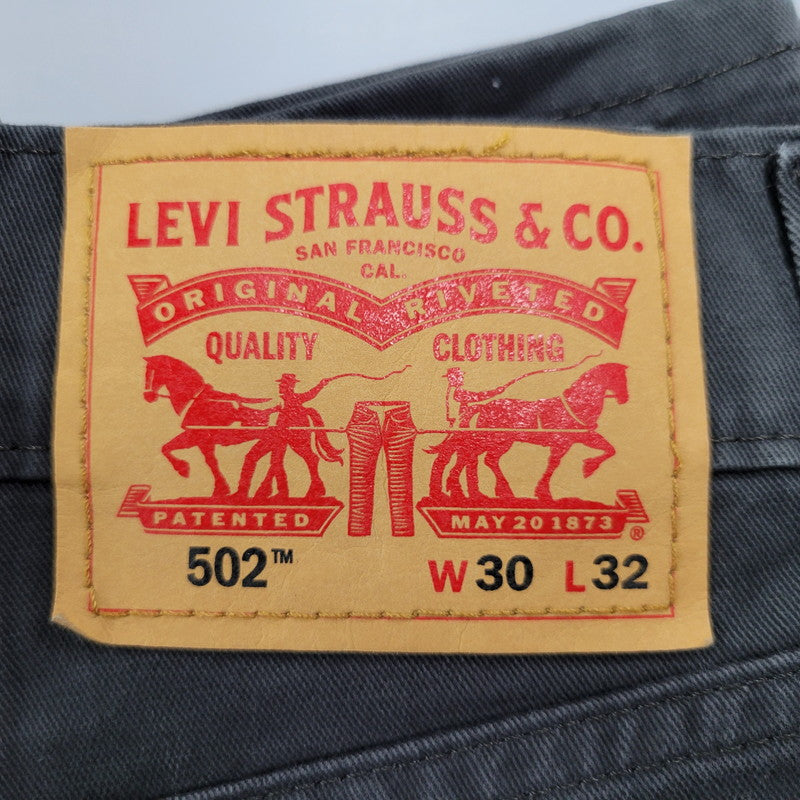 LEVI STRAUSS & CO.
SAN FRANCISCO
CAL.
ORIGINAL RIVETED
QUALITY CLOTHING
PATENTED MAY 20 1873 ®
502™ W30 L32